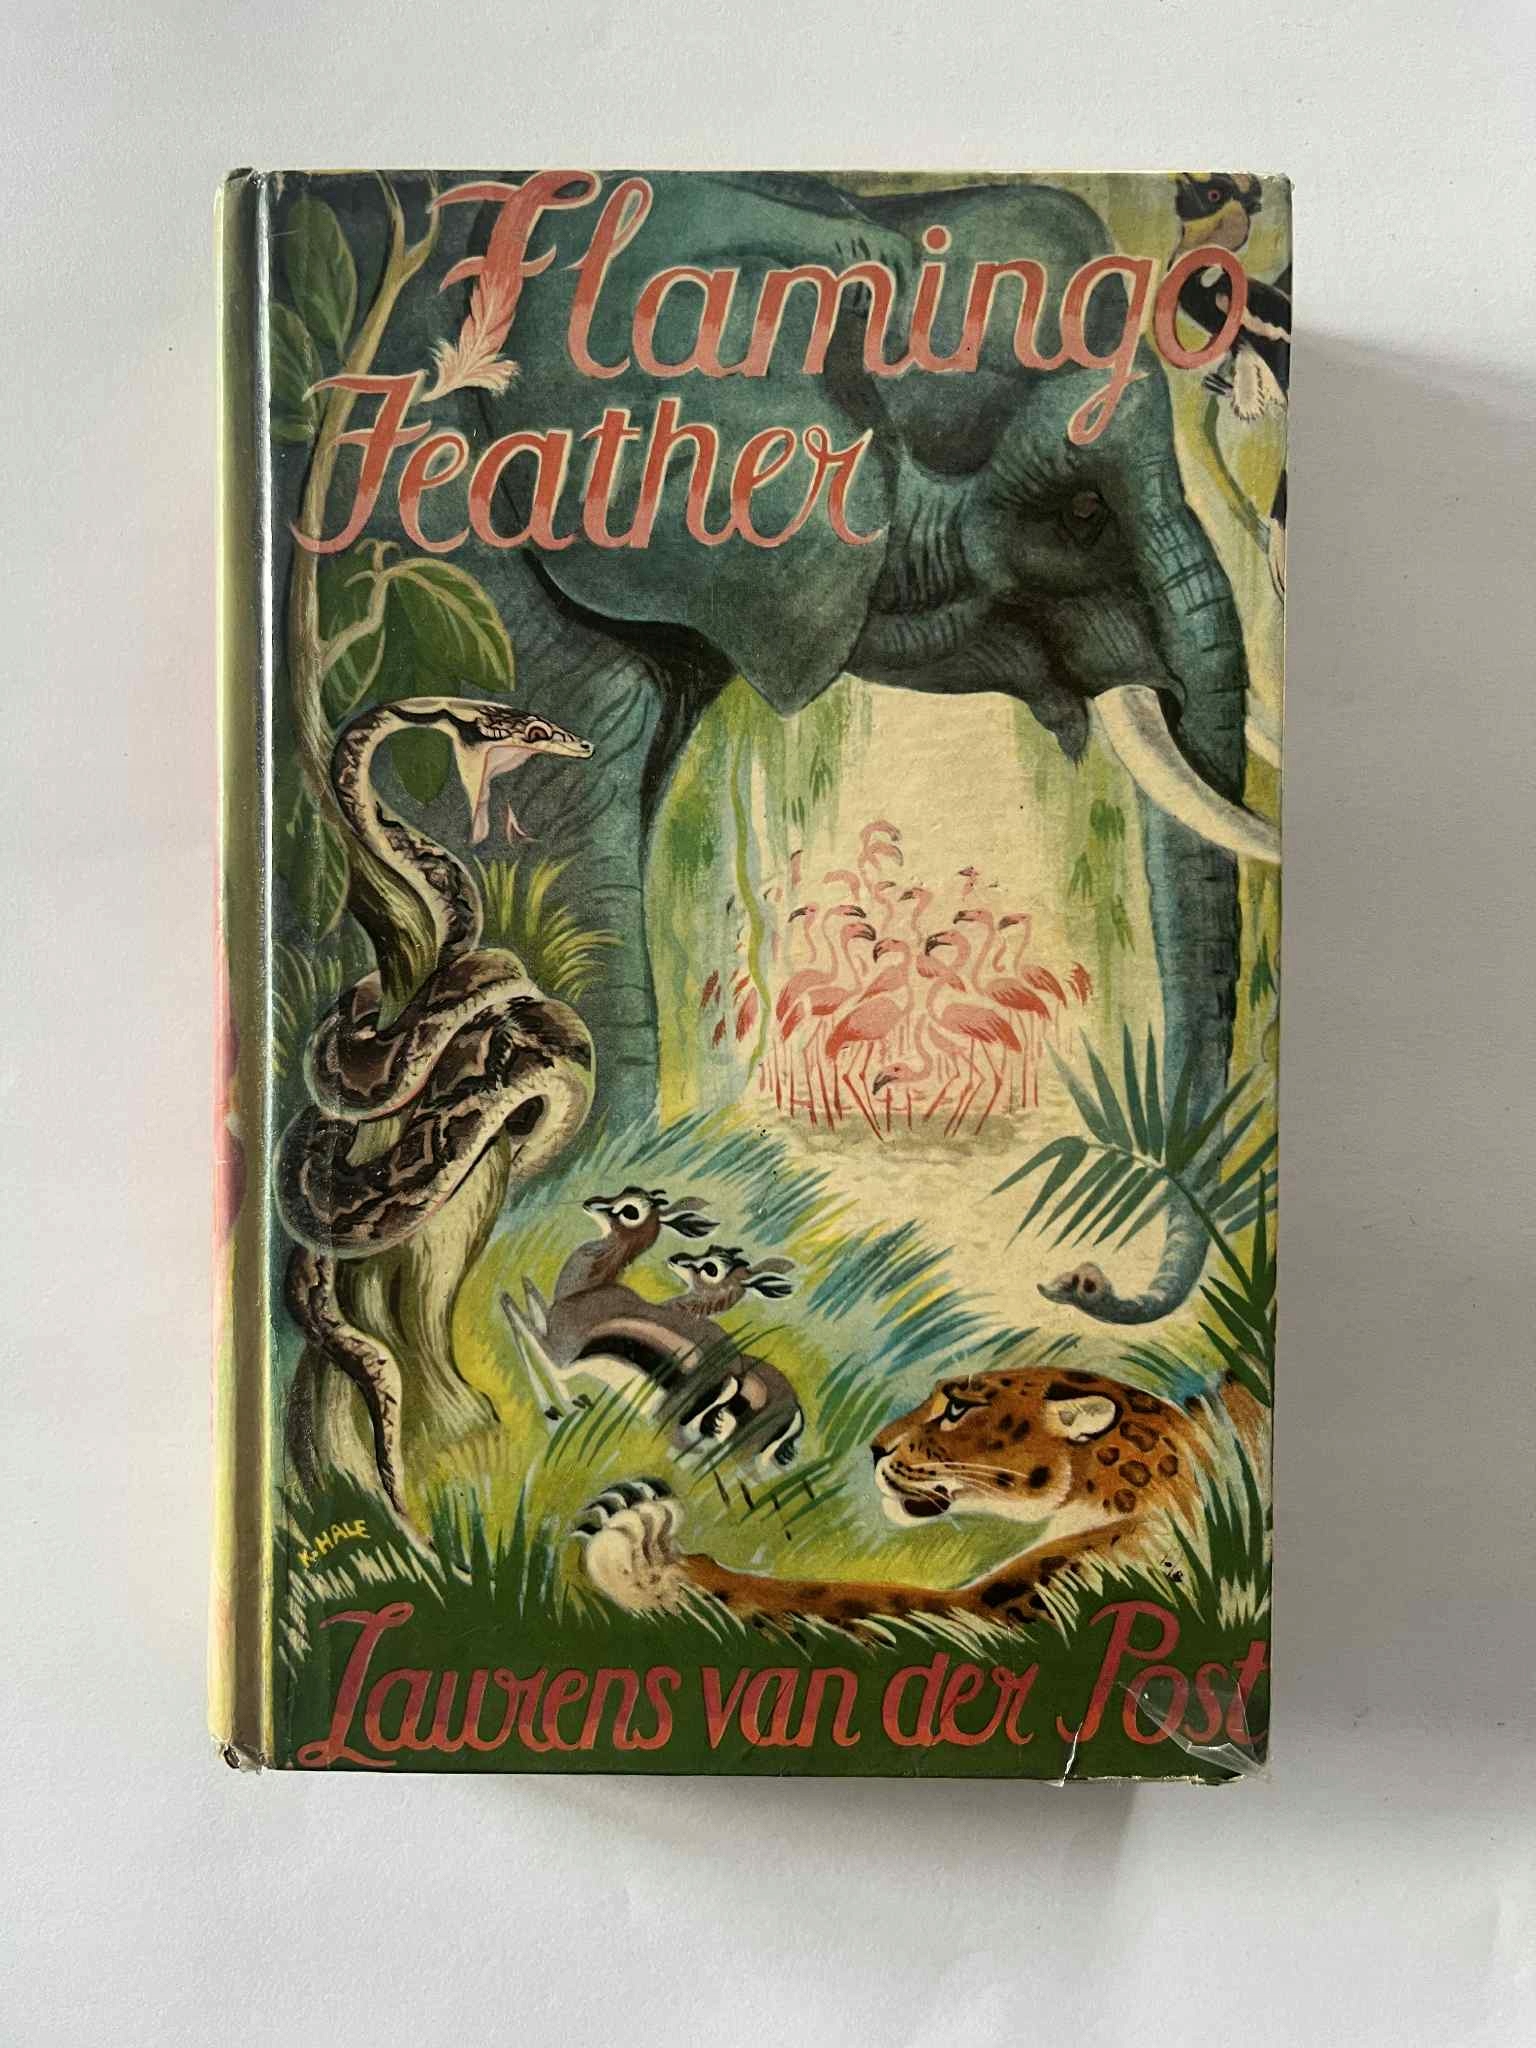 Flamingo
Feather
K. HALE
Laurens van der Post